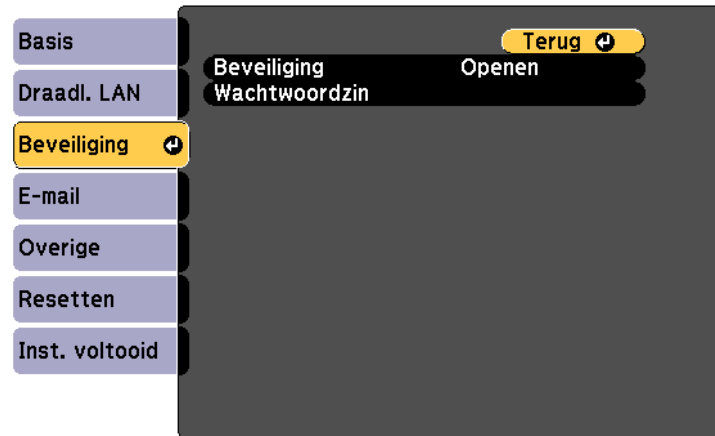 Basis
Draadl. LAN
Beveiliging
E-mail
Overige
Resetten
Inst. voltooid
Terug
Beveiliging Openen
Wachtwoordzin